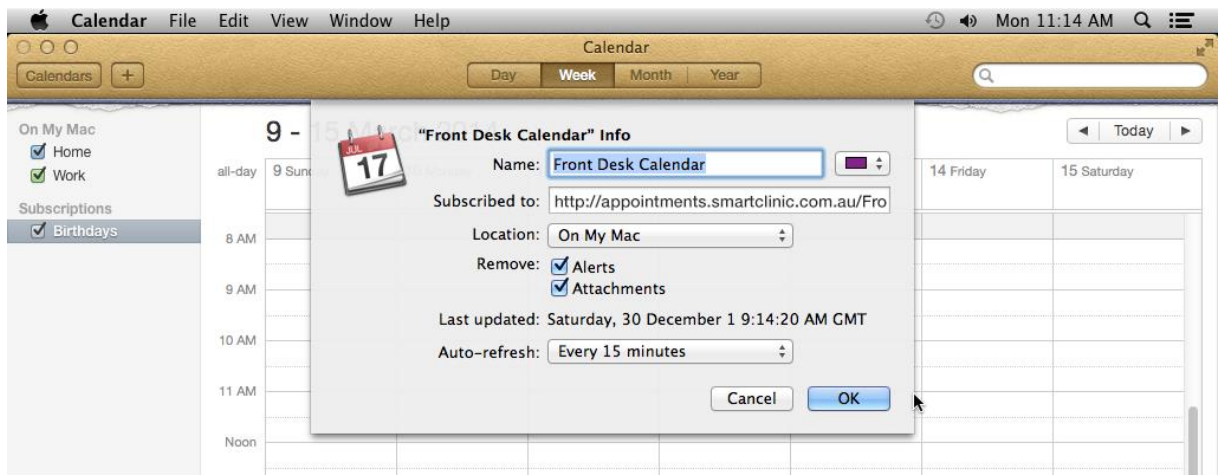 Calendar File Edit View Window Help Mon 11:14 AM
Calendar
Calendars + Day Week Month Year
On My Mac
Home
Work
Subscriptions
Birthdays
9 - 15 March
Today
all-day 9 Sun 14 Friday 15 Saturday
8 AM
9 AM
10 AM
11 AM
Noon
JUL
17
"Front Desk Calendar" Info
Name: Front Desk Calendar
Subscribed to: http://appointments.smartclinic.com.au/Fro
Location: On My Mac
Remove: Alerts
Attachments
Last updated: Saturday, 30 December 1 9:14:20 AM GMT
Auto-refresh: Every 15 minutes
Cancel OK